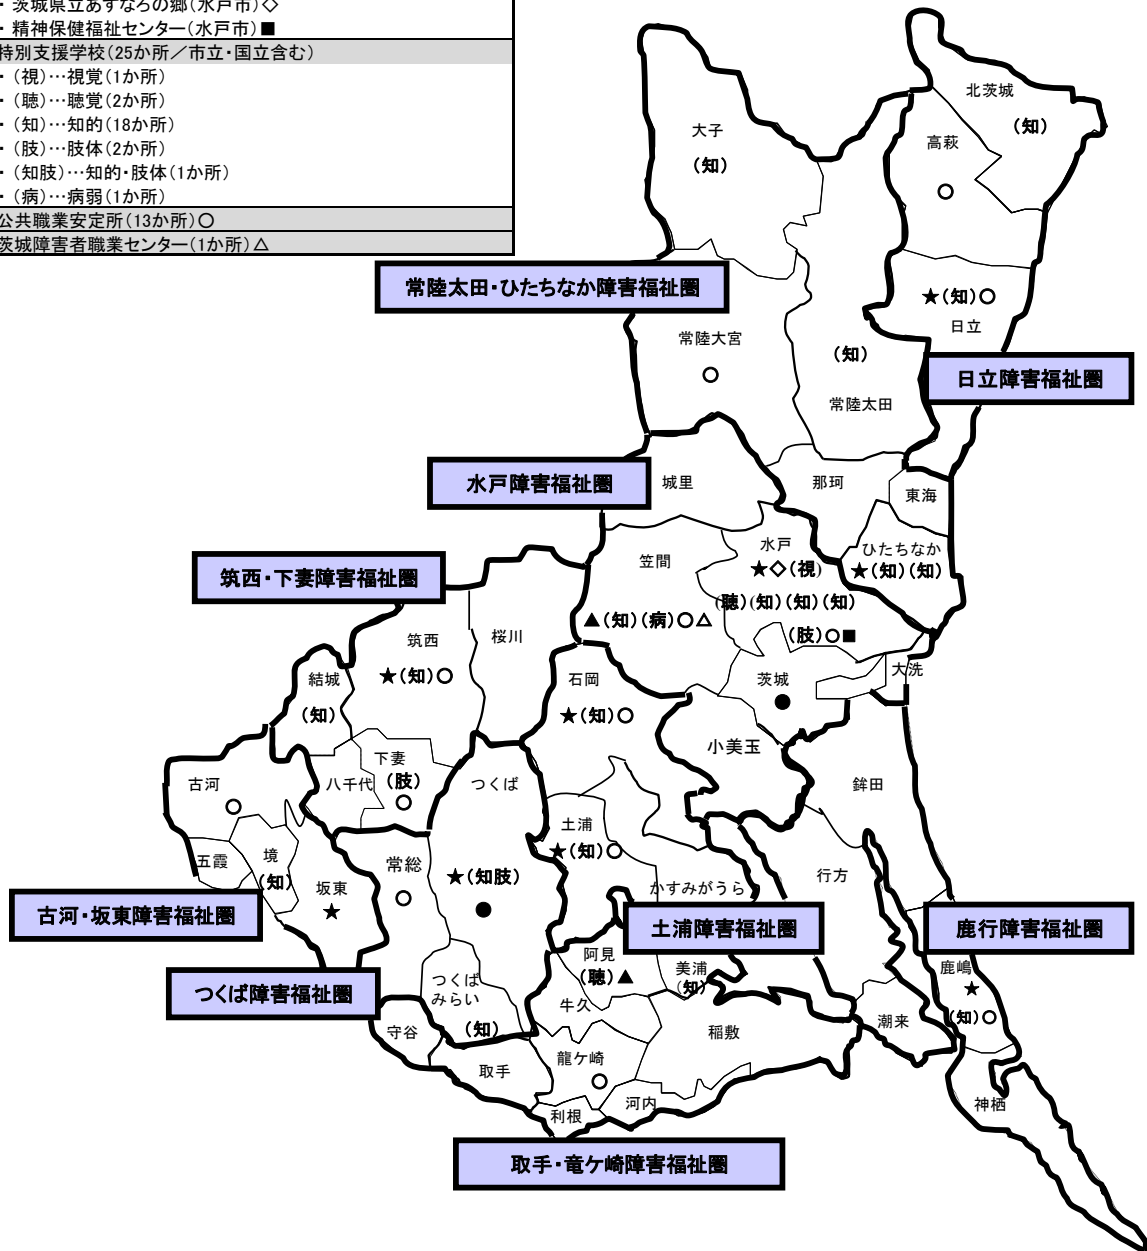 ・ 茨城県立あすなろの郷(水戸市)◇
・ 精神保健福祉センター(水戸市)■
特別支援学校(25か所／市立・国立含む)
・ (視)…視覚(1か所)
・ (聴)…聴覚(2か所)
・ (知)…知的(18か所)
・ (肢)…肢体(2か所)
・ (知肢)…知的・肢体(1か所)
・ (病)…病弱(1か所)
公共職業安定所(13か所)○
茨城障害者職業センター(1か所)△
北茨城
(知)
大子
(知)
高萩
○
常陸太田・ひたちなか障害福祉圏
★(知)○
日立
常陸大宮
○
(知)
常陸太田
日立障害福祉圏
水戸障害福祉圏
城里
那珂
東海
筑西・下妻障害福祉圏
笠間
▲(知)(病)○△
水戸
★◇(視)
(聴)(知)(知)(知)
(肢)○■
ひたちなか
★(知)(知)
筑西
★(知)○
桜川
結城
(知)
石岡
★(知)○
茨城
●
大洗
小美玉
古河
○
八千代
下妻
(肢)
○
つくば
★(知肢)
●
鉾田
土浦
★(知)○
五霞
境
(知)
坂東
★
常総
○
かすみがうら
行方
古河・坂東障害福祉圏
土浦障害福祉圏
鹿行障害福祉圏
阿見
(聴)▲
美浦
(知)
鹿嶋
★
(知)○
つくば障害福祉圏
つくば
みらい
(知)
牛久
守谷
稲敷
潮来
取手
龍ケ崎
○
利根
河内
神栖
取手・竜ケ崎障害福祉圏